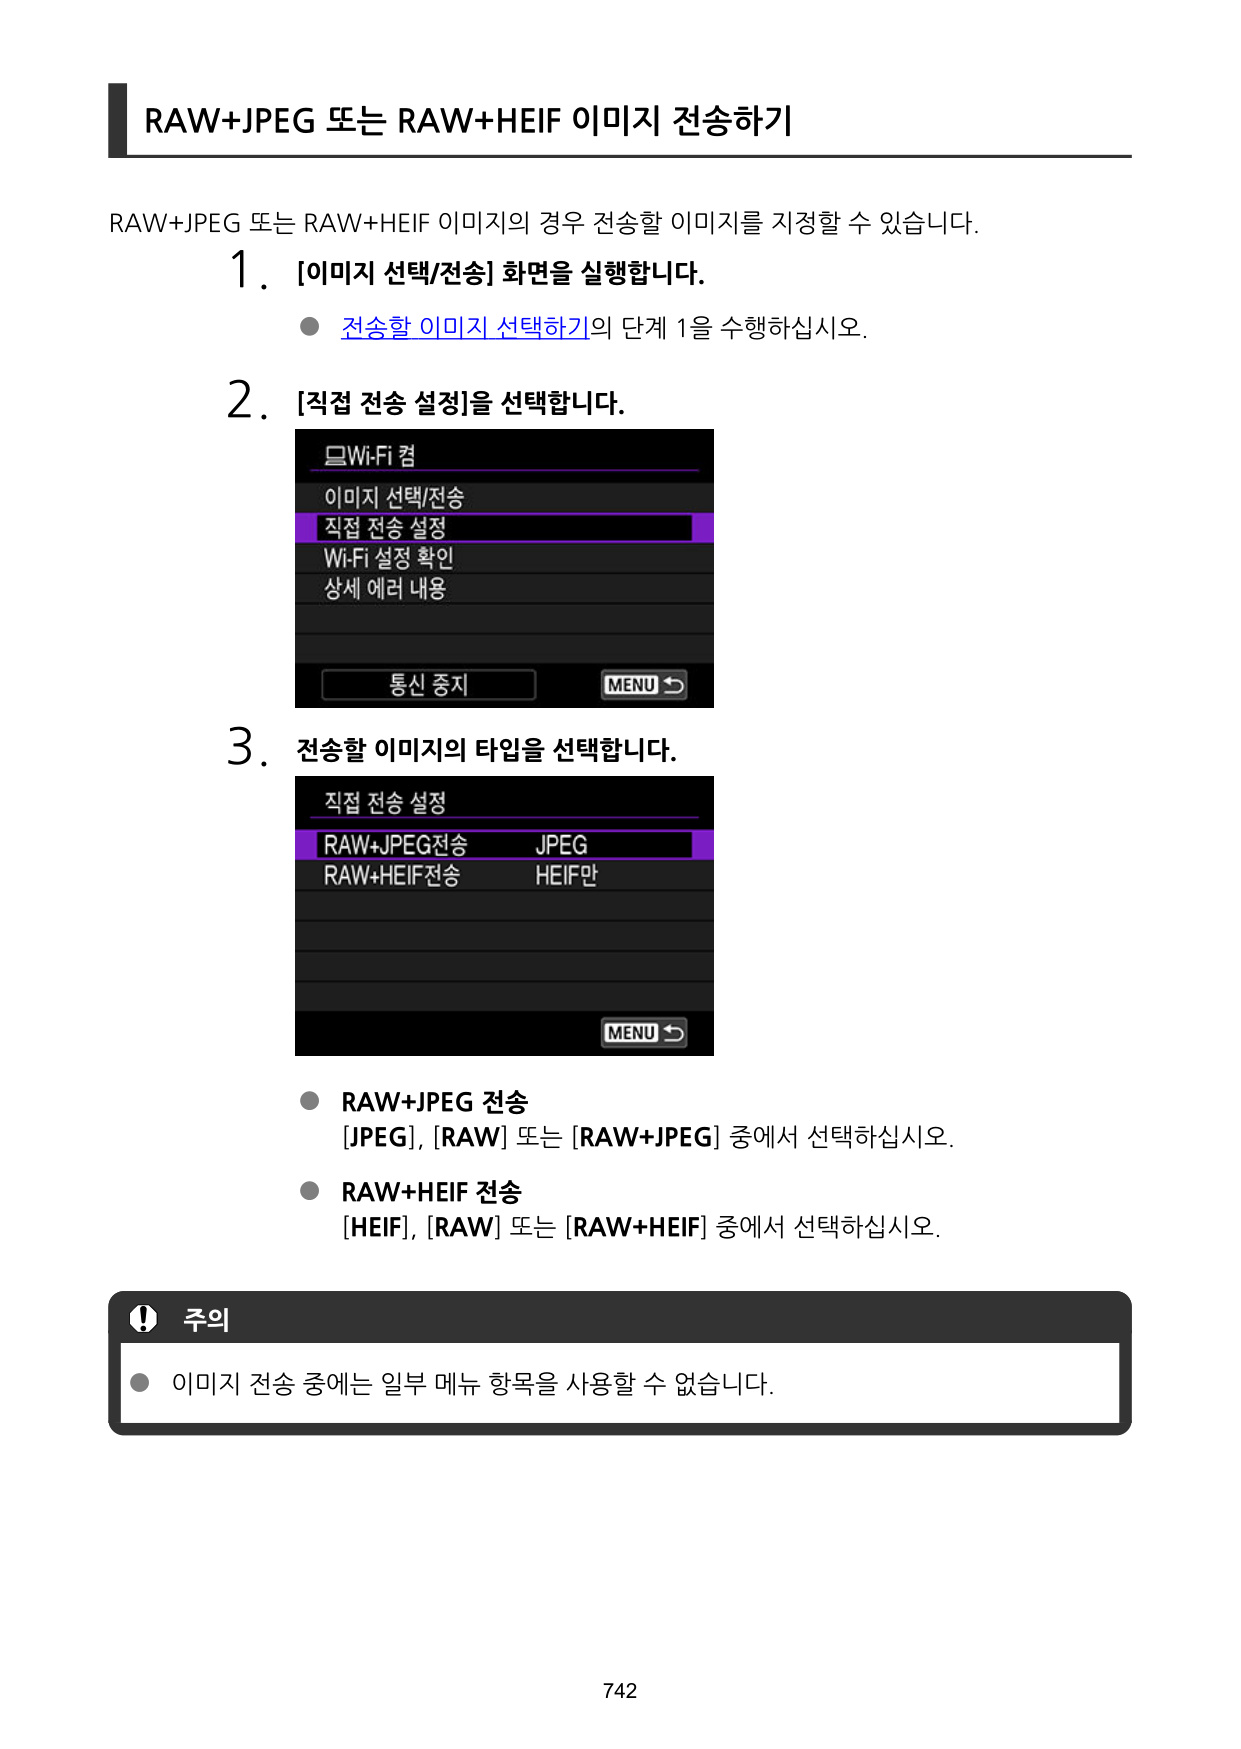 RAW+JPEG 또는 RAW+HEIF 이미지 전송하기
RAW+JPEG 또는 RAW+HEIF 이미지의 경우 전송할 이미지를 지정할 수 있습니다.
1. [이미지 선택/전송] 화면을 실행합니다.
● 전송할 이미지 선택하기의 단계 1을 수행하십시오.
2. [직접 전송 설정]을 선택합니다.
Wi-Fi 켬
이미지 선택/전송
직접 전송 설정
Wi-Fi 설정 확인
상세 에러 내용
통신 중지 MENU
3. 전송할 이미지의 타입을 선택합니다.
직접 전송 설정
RAW+JPEG전송 JPEG
RAW+HEIF전송 HEIF만
MENU
● RAW+JPEG 전송
[JPEG], [RAW] 또는 [RAW+JPEG] 중에서 선택하십시오.
● RAW+HEIF 전송
[HEIF], [RAW] 또는 [RAW+HEIF] 중에서 선택하십시오.
주의
● 이미지 전송 중에는 일부 메뉴 항목을 사용할 수 없습니다.
742